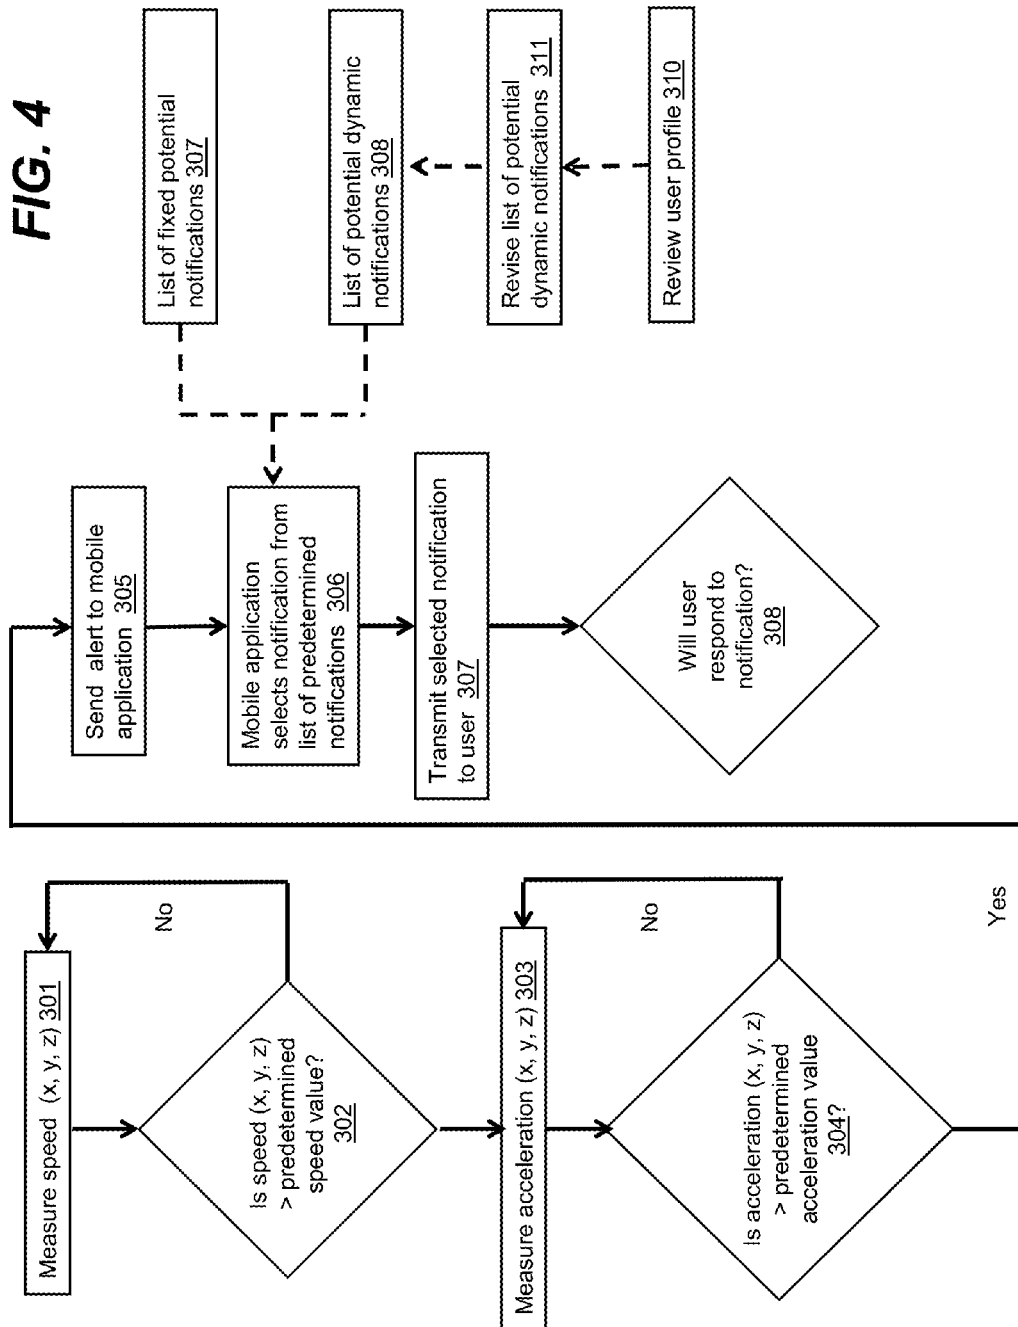 FIG. 4
Measure speed (x, y, z) 301
Is speed (x, y, z)
> predetermined
speed value?
302
No
Measure acceleration (x, y, z) 303
Is acceleration (x, y, z)
> predetermined
acceleration value
304?
No
Yes
Send alert to mobile
application 305
Mobile application
selects notification from
list of predetermined
notifications 306
Transmit selected notification
to user 307
Will user
respond to
notification?
308
List of fixed potential
notifications 307
List of potential dynamic
notifications 308
Revise list of potential
dynamic notifications 311
Review user profile 310